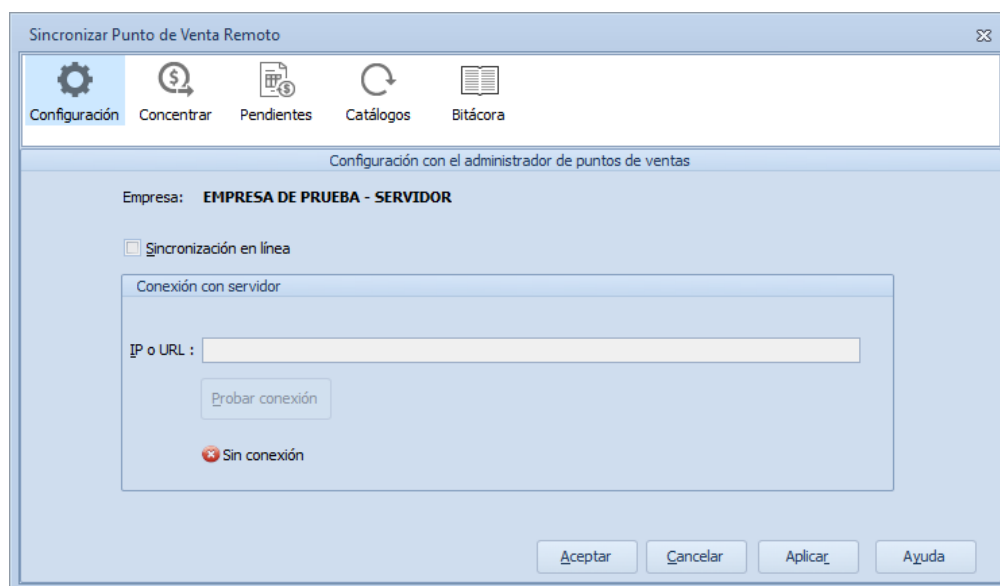 Sincronizar Punto de Venta Remoto
Configuración Concentrar Pendientes Catálogos Bitácora
Configuración con el administrador de puntos de ventas
Empresa: EMPRESA DE PRUEBA - SERVIDOR
Sincronización en línea
Conexión con servidor
IP o URL :
Probar conexión
Sin conexión
Aceptar Cancelar Aplicar Ayuda